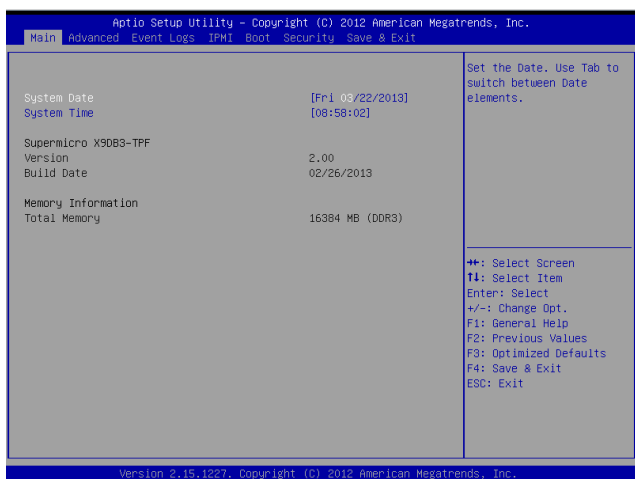 Aptio Setup Utility – Copyright (C) 2012 American Megatrends, Inc.
Main Advanced Event Logs IPMI Boot Security Save & Exit
System Date [Fri 03/22/2013]
System Time [08:58:02]
Supermicro X9DB3-TPF
Version 2.00
Build Date 02/26/2013
Memory Information
Total Memory 16384 MB (DDR3)
Set the Date. Use Tab to
switch between Date
elements.
→←: Select Screen
↑↓: Select Item
Enter: Select
+/-: Change Opt.
F1: General Help
F2: Previous Values
F3: Optimized Defaults
F4: Save & Exit
ESC: Exit
Version 2.15.1227. Copyright (C) 2012 American Megatrends, Inc.